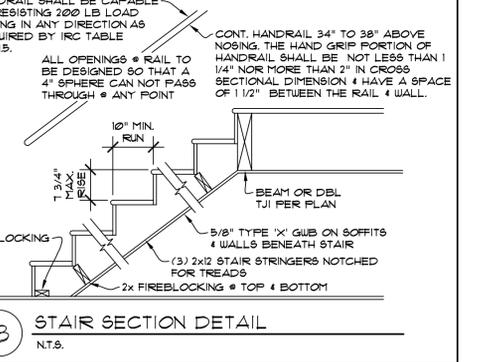 DRAIL SHALL BE CAPABLE
RESISTING 200 LB LOAD
NG IN ANY DIRECTION AS
UIRED BY IRC TABLE
.5.
ALL OPENINGS @ RAIL TO
BE DESIGNED SO THAT A
4" SPHERE CAN NOT PASS
THROUGH @ ANY POINT
CONT. HANDRAIL 34" TO 38" ABOVE
NOSING, THE HAND GRIP PORTION OF
HANDRAIL SHALL BE NOT LESS THAN 1
1/4" NOR MORE THAN 2" IN CROSS
SECTIONAL DIMENSION & HAVE A SPACE
OF 1 1/2" BETWEEN THE RAIL & WALL.
10" MIN.
RUN
7 3/4"
MAX.
RISE
BEAM OR DBL
TJI PER PLAN
5/8" TYPE 'X' GWB ON SOFFITS
& WALLS BENEATH STAIR
LOCKING
(3) 2x12 STAIR STRINGERS NOTCHED
FOR TREADS
2x FIREBLOCKING @ TOP & BOTTOM
STAIR SECTION DETAIL
N.T.S.